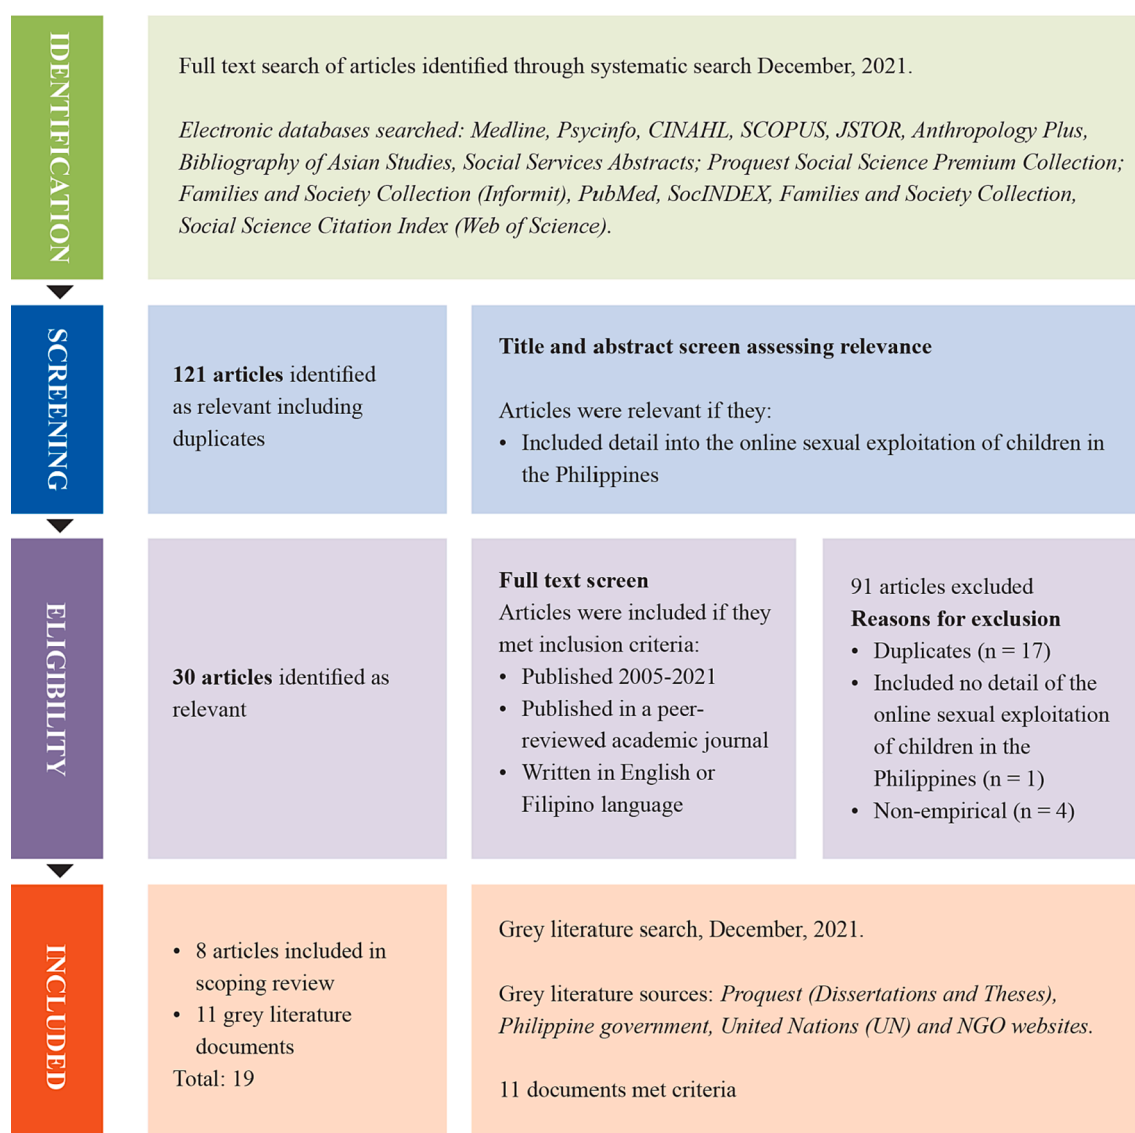 IDENTIFICATION
Full text search of articles identified through systematic search December, 2021.
Electronic databases searched: Medline, Psycinfo, CINAHL, SCOPUS, JSTOR, Anthropology Plus,
Bibliography of Asian Studies, Social Services Abstracts; Proquest Social Science Premium Collection;
Families and Society Collection (Informit), PubMed, SocINDEX, Families and Society Collection,
Social Science Citation Index (Web of Science).
SCREENING
121 articles identified
as relevant including
duplicates
Title and abstract screen assessing relevance
Articles were relevant if they:
• Included detail into the online sexual exploitation of children in
the Philippines
ELIGIBILITY
30 articles identified as
relevant
Full text screen
Articles were included if they
met inclusion criteria:
• Published 2005-2021
• Published in a peer-
reviewed academic journal
• Written in English or
Filipino language
91 articles excluded
Reasons for exclusion
• Duplicates (n = 17)
• Included no detail of the
online sexual exploitation
of children in the
Philippines (n = 1)
• Non-empirical (n = 4)
INCLUDED
• 8 articles included in
scoping review
• 11 grey literature
documents
Total: 19
Grey literature search, December, 2021.
Grey literature sources: Proquest (Dissertations and Theses),
Philippine government, United Nations (UN) and NGO websites.
11 documents met criteria